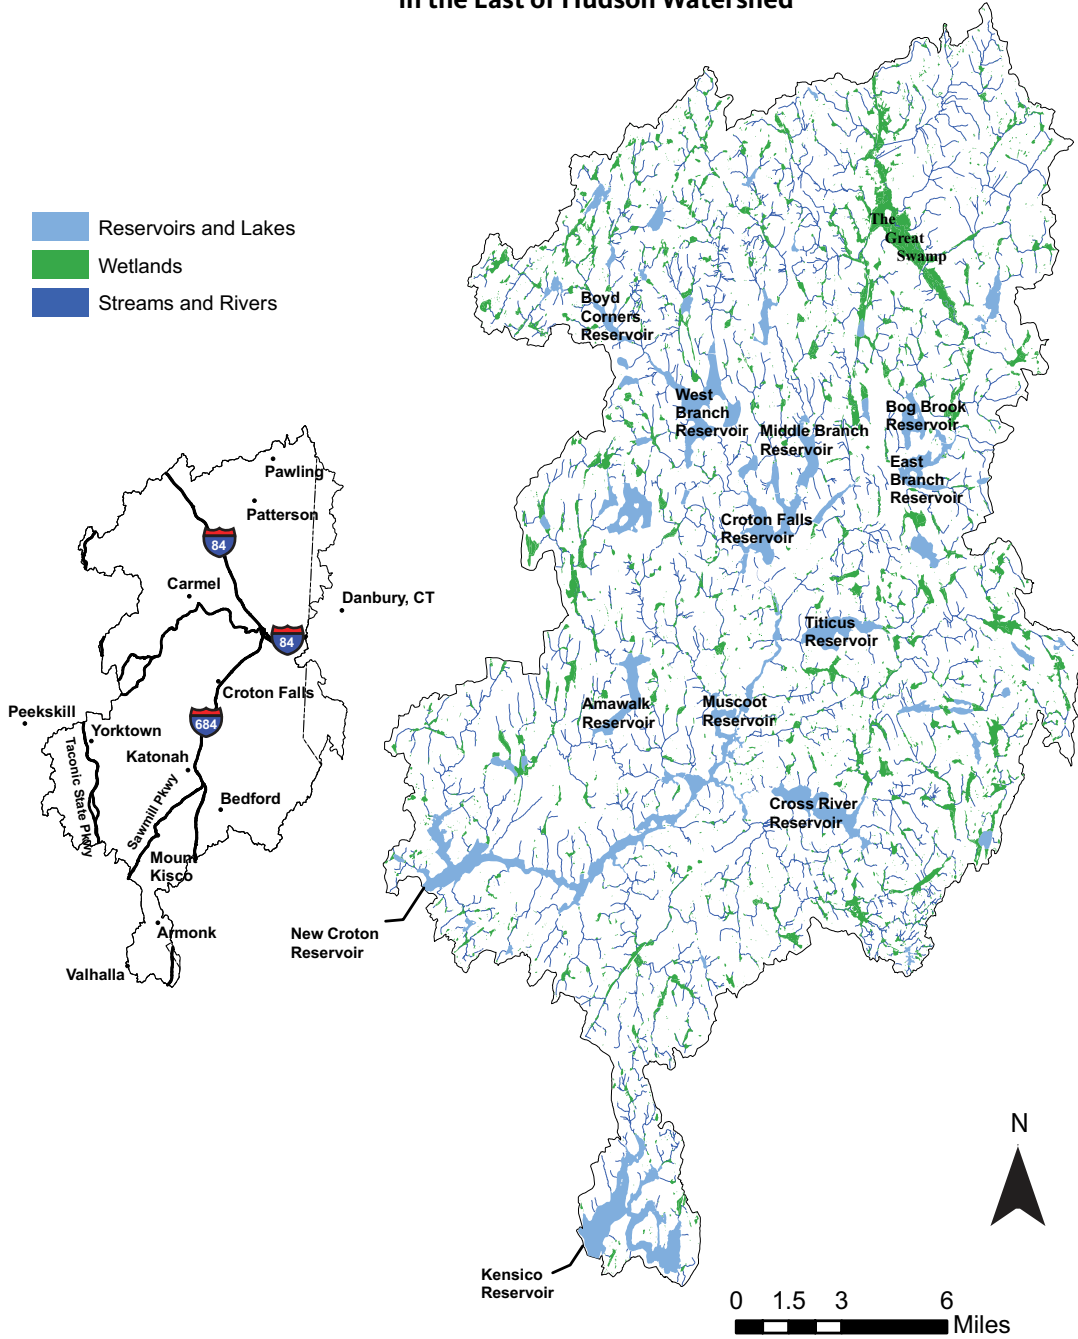 in the East of Hudson Watershed
Reservoirs and Lakes
Wetlands
Streams and Rivers
The
Great
Swamp
Boyd
Corners
Reservoir
West
Branch
Reservoir
Middle Branch
Reservoir
Bog Brook
Reservoir
East
Branch
Reservoir
Croton Falls
Reservoir
Titicus
Reservoir
Amawalk
Reservoir
Muscoot
Reservoir
Cross River
Reservoir
New Croton
Reservoir
Kensico
Reservoir
Pawling
Patterson
84
Carmel
Danbury, CT
84
Croton Falls
Peekskill
684
Yorktown
Katonah
Taconic State Pkwy
Sawmill Pkwy
Bedford
Mount
Kisco
Armonk
Valhalla
N
0 1.5 3 6
Miles